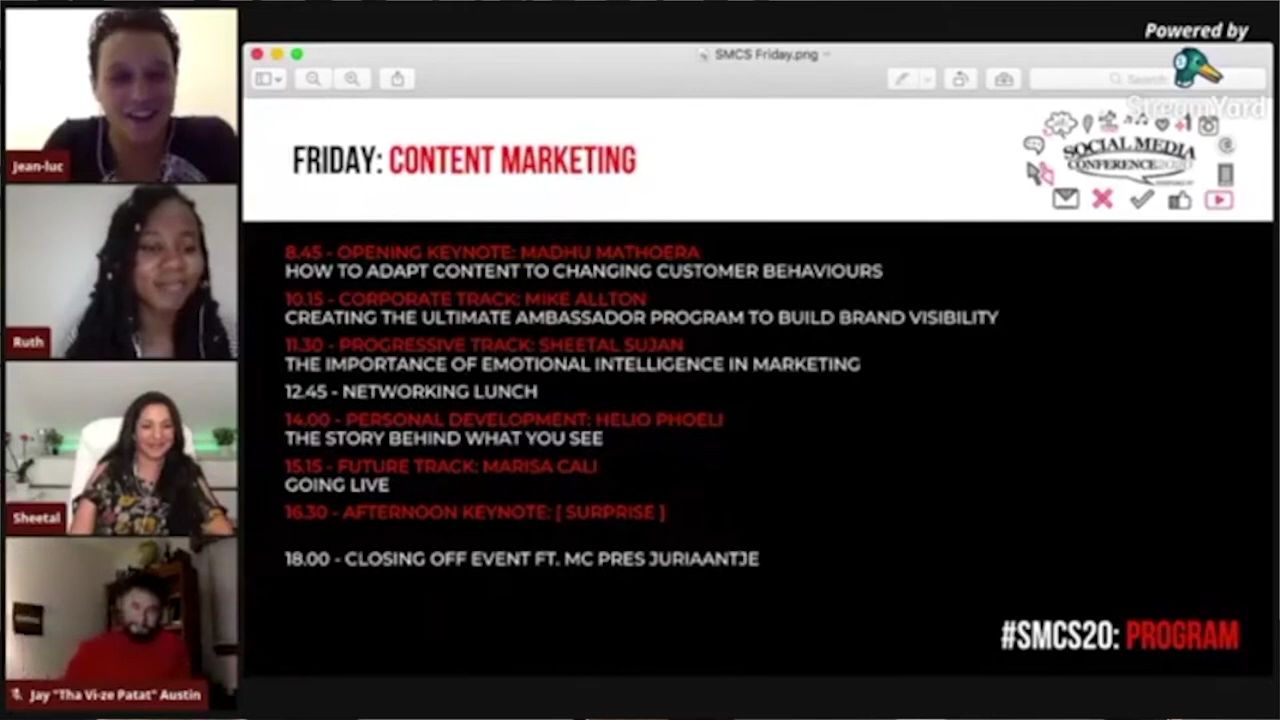 Powered by
StreamYard
SMCS Friday.png
Search
FRIDAY: CONTENT MARKETING
SOCIAL MEDIA
CONFERENCE
+1
@
8.45 - OPENING KEYNOTE: MADHU MATHOERA
HOW TO ADAPT CONTENT TO CHANGING CUSTOMER BEHAVIOURS
10.15 - CORPORATE TRACK: MIKE ALLTON
CREATING THE ULTIMATE AMBASSADOR PROGRAM TO BUILD BRAND VISIBILITY
11.30 - PROGRESSIVE TRACK: SHEETAL SUJAN
THE IMPORTANCE OF EMOTIONAL INTELLIGENCE IN MARKETING
12.45 - NETWORKING LUNCH
14.00 - PERSONAL DEVELOPMENT: HELIO PHOELI
THE STORY BEHIND WHAT YOU SEE
15.15 - FUTURE TRACK: MARISA CALI
GOING LIVE
16.30 - AFTERNOON KEYNOTE: [ SURPRISE ]
18.00 - CLOSING OFF EVENT FT. MC PRES JURIAANTJE
#SMCS20: PROGRAM
Jean-luc
Ruth
Sheetal
Jay "Tha Vi-ze Patat" Austin